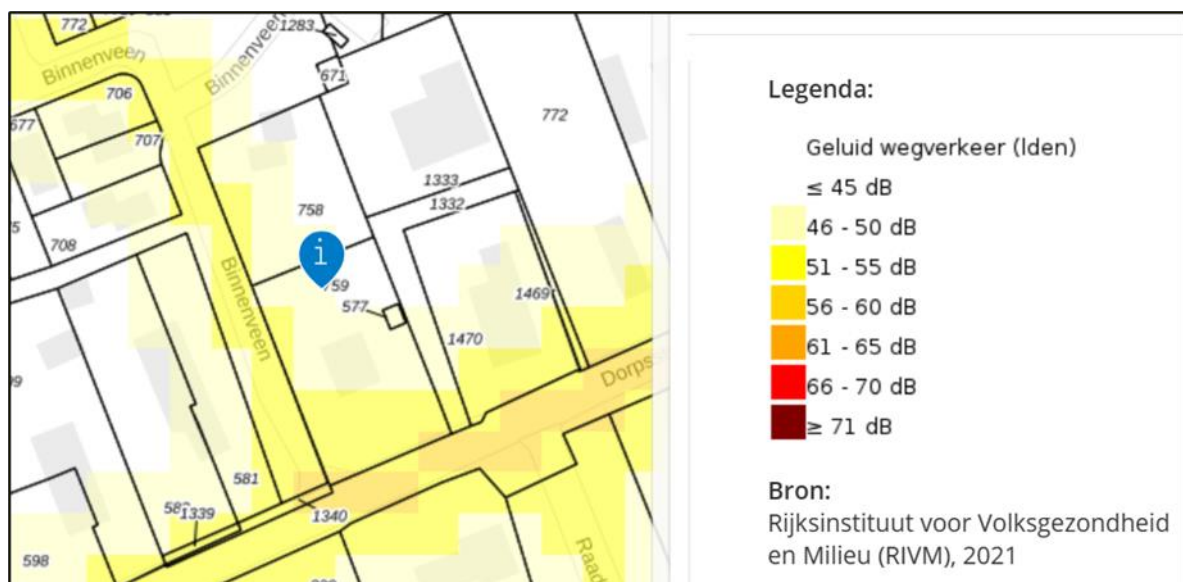 772
1283
Binnenveen
Binnenveen
671
706
772
677
707
1333
1332
758
708
Binnenveen
i
759
577
1469
1470
Dorps
581
1339
1340
598
Raad
Legenda:
Geluid wegverkeer (lden)
≤ 45 dB
46 - 50 dB
51 - 55 dB
56 - 60 dB
61 - 65 dB
66 - 70 dB
≥ 71 dB
Bron:
Rijksinstituut voor Volksgezondheid
en Milieu (RIVM), 2021